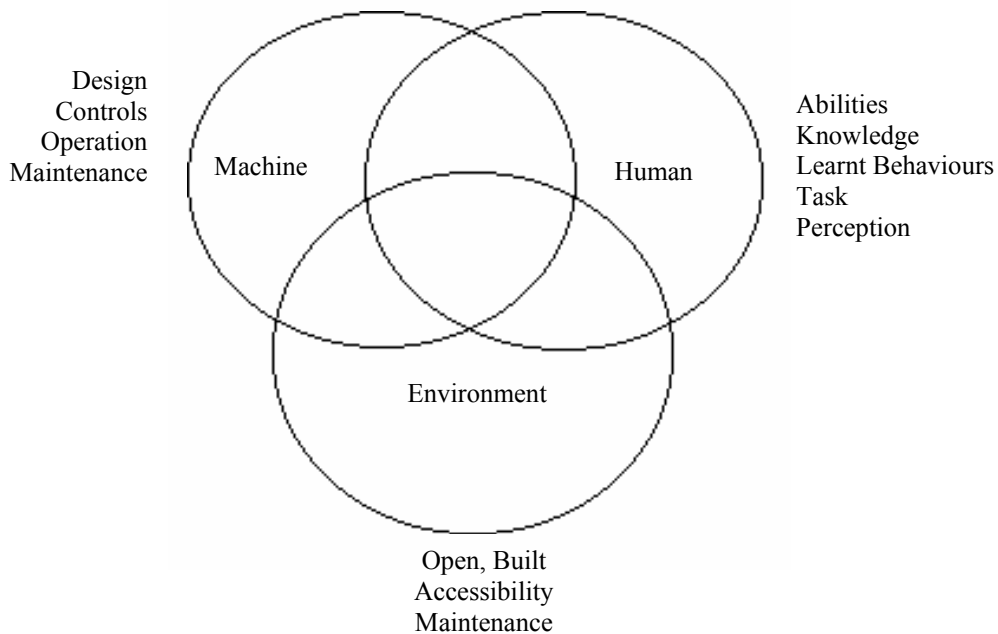 Design
Controls
Operation
Maintenance
Machine
Human
Abilities
Knowledge
Learnt Behaviours
Task
Perception
Environment
Open, Built
Accessibility
Maintenance